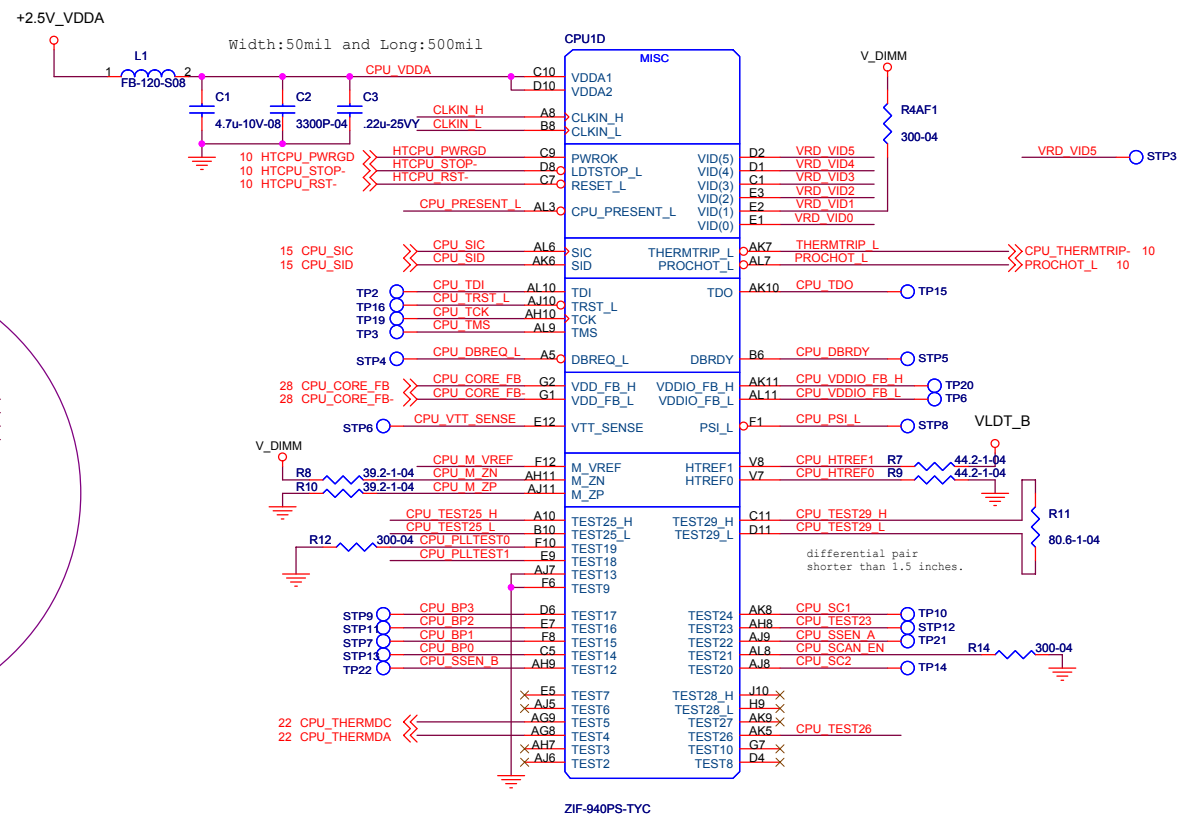 +2.5V_VDDA
Width:50mil and Long:500mil
CPU1D
MISC
V_DIMM
L1
1 2
FB-120-S08
CPU_VDDA
C10 VDDA1
D10 VDDA2
C1 4.7u-10V-08
C2 3300P-04
C3 .22u-25VY
CLKIN_H A8 CLKIN_H
CLKIN_L B8 CLKIN_L
R4AF1
300-04
10 HTCPU_PWRGD HTCPU_PWRGD C9 PWROK
10 HTCPU_STOP- HTCPU_STOP- D8 LDTSTOP_L
10 HTCPU_RST- HTCPU_RST- C7 RESET_L
VID(5) D2 VRD_VID5
VID(4) D1 VRD_VID4
VID(3) C1 VRD_VID3
VID(2) E3 VRD_VID2
VID(1) E2 VRD_VID1
VID(0) E1 VRD_VID0
VRD_VID5 STP3
CPU_PRESENT_L AL3 CPU_PRESENT_L
15 CPU_SIC CPU_SIC AL6 SIC
15 CPU_SID CPU_SID AK6 SID
THERMTRIP_L AK7 THERMTRIP_L CPU_THERMTRIP- 10
PROCHOT_L AL7 PROCHOT_L PROCHOT_L 10
TP2 CPU_TDI AL10 TDI
TP16 CPU_TRST_L AJ10 TRST_L
TP19 CPU_TCK AH10 TCK
TP3 CPU_TMS AL9 TMS
TDO AK10 CPU_TDO TP15
STP4 CPU_DBREQ_L A5 DBREQ_L
DBRDY B6 CPU_DBRDY STP5
28 CPU_CORE_FB CPU_CORE_FB G2 VDD_FB_H
28 CPU_CORE_FB- CPU_CORE_FB- G1 VDD_FB_L
VDDIO_FB_H AK11 CPU_VDDIO_FB_H TP20
VDDIO_FB_L AL11 CPU_VDDIO_FB_L TP6
STP6 CPU_VTT_SENSE E12 VTT_SENSE
PSI_L F1 CPU_PSI_L STP8
VLDT_B
V_DIMM
CPU_M_VREF F12 M_VREF
R8 39.2-1-04 CPU_M_ZN AH11 M_ZN
R10 39.2-1-04 CPU_M_ZP AJ11 M_ZP
HTREF1 V8 CPU_HTREF1 R7 44.2-1-04
HTREF0 V7 CPU_HTREF0 R9 44.2-1-04
CPU_TEST25_H A10 TEST25_H
CPU_TEST25_L B10 TEST25_L
R12 300-04 CPU_PLLTEST0 F10 TEST19
CPU_PLLTEST1 E9 TEST18
AJ7 TEST13
F6 TEST9
TEST29_H C11 CPU_TEST29_H
TEST29_L D11 CPU_TEST29_L
R11
80.6-1-04
differential pair
shorter than 1.5 inches.
STP9 CPU_BP3 D6 TEST17
STP11 CPU_BP2 E7 TEST16
STP7 CPU_BP1 F8 TEST15
STP13 CPU_BP0 C5 TEST14
TP22 CPU_SSEN_B AH9 TEST12
TEST24 AK8 CPU_SC1 TP10
TEST23 AH8 CPU_TEST23 STP12
TEST22 AJ9 CPU_SSEN_A TP21
TEST21 AL8 CPU_SCAN_EN R14 300-04
TEST20 AJ8 CPU_SC2 TP14
E5 TEST7
AJ5 TEST6
22 CPU_THERMDC AG9 TEST5
22 CPU_THERMDA AG8 TEST4
AH7 TEST3
AJ6 TEST2
TEST28_H J10
TEST28_L H9
TEST27 AK9
TEST26 AK5 CPU_TEST26
TEST10 G7
TEST8 D4
ZIF-940PS-TYC